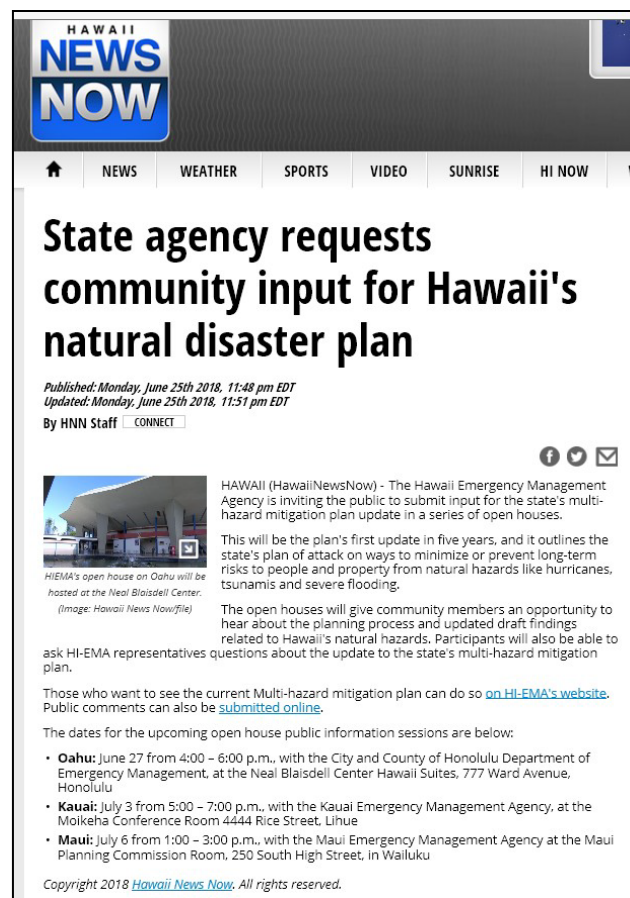 HAWAII
NEWS
NOW
NEWS WEATHER SPORTS VIDEO SUNRISE HI NOW
State agency requests
community input for Hawaii's
natural disaster plan
Published: Monday, June 25th 2018, 11:48 pm EDT
Updated: Monday, June 25th 2018, 11:51 pm EDT
By HNN Staff CONNECT
HIEMA's open house on Oahu will be
hosted at the Neal Blaisdell Center.
(Image: Hawaii News Now/file)
HAWAII (HawaiiNewsNow) - The Hawaii Emergency Management
Agency is inviting the public to submit input for the state's multi-
hazard mitigation plan update in a series of open houses.
This will be the plan's first update in five years, and it outlines the
state's plan of attack on ways to minimize or prevent long-term
risks to people and property from natural hazards like hurricanes,
tsunamis and severe flooding.
The open houses will give community members an opportunity to
hear about the planning process and updated draft findings
related to Hawaii's natural hazards. Participants will also be able to
ask HI-EMA representatives questions about the update to the state's multi-hazard mitigation
plan.
Those who want to see the current Multi-hazard mitigation plan can do so on HI-EMA's website.
Public comments can also be submitted online.
The dates for the upcoming open house public information sessions are below:
• Oahu: June 27 from 4:00 – 6:00 p.m., with the City and County of Honolulu Department of
Emergency Management, at the Neal Blaisdell Center Hawaii Suites, 777 Ward Avenue,
Honolulu
• Kauai: July 3 from 5:00 – 7:00 p.m., with the Kauai Emergency Management Agency, at the
Moikeha Conference Room 4444 Rice Street, Lihue
• Maui: July 6 from 1:00 – 3:00 p.m., with the Maui Emergency Management Agency at the Maui
Planning Commission Room, 250 South High Street, in Wailuku
Copyright 2018 Hawaii News Now. All rights reserved.